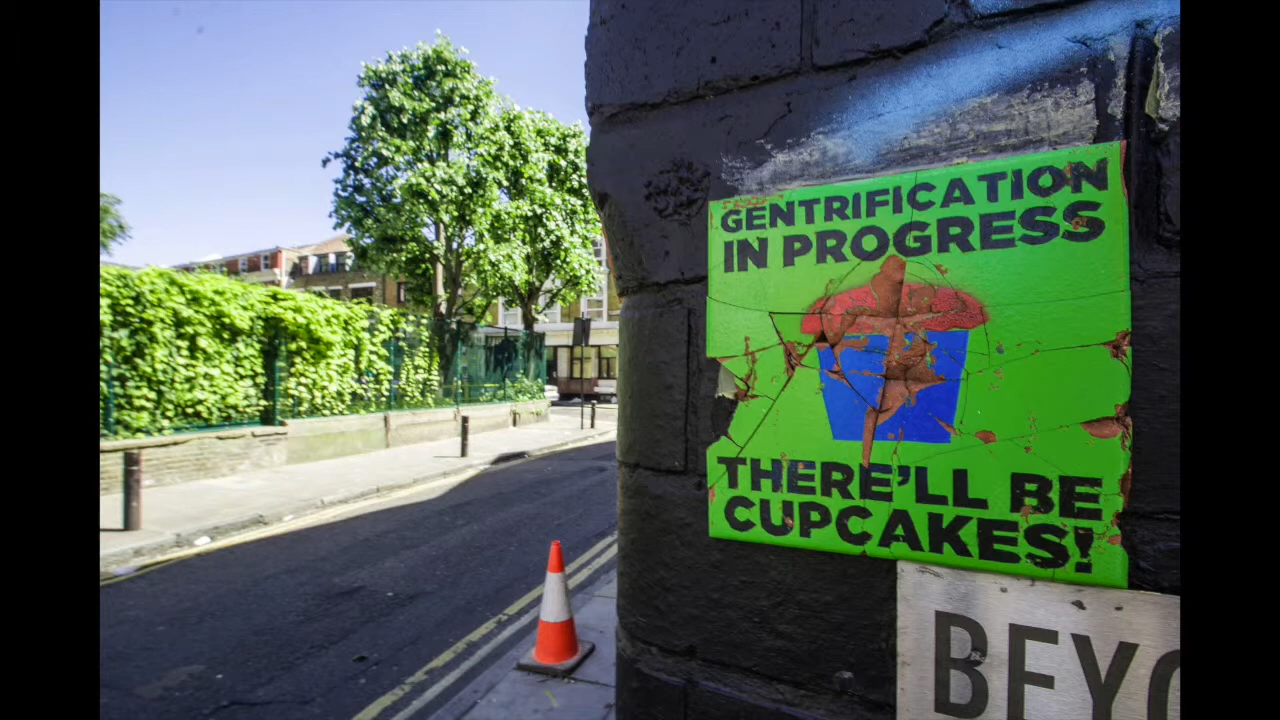 GENTRIFICATION
IN PROGRESS
THERE'LL BE
CUPCAKES!
BEYO